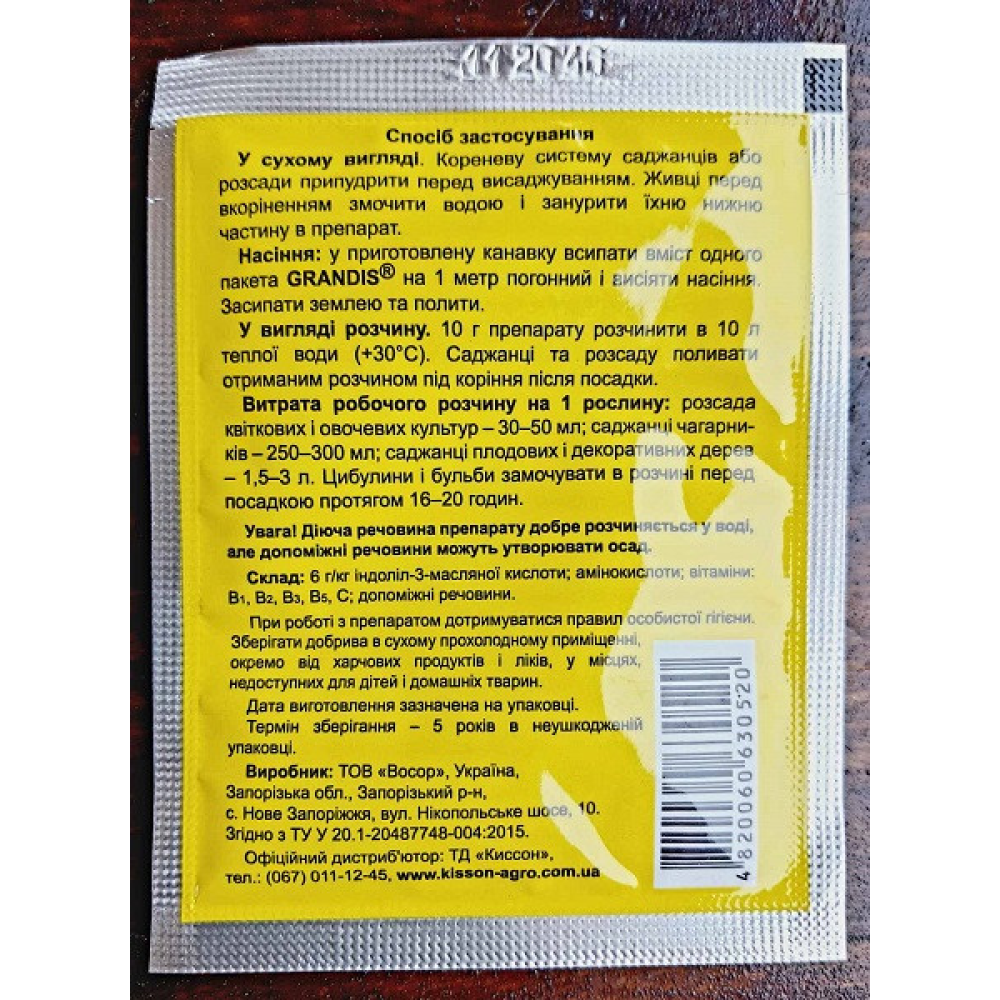 Спосіб застосування
У сухому вигляді. Кореневу систему саджанців або
розсади припудрити перед висаджуванням. Живці перед
вкоріненням змочити водою і занурити їхню нижню
частину в препарат.
Насіння: у приготовлену канавку всипати вміст одного
пакета GRANDIS® на 1 метр погонний і висіяти насіння.
Засипати землею та полити.
У вигляді розчину. 10 г препарату розчинити в 10 л
теплої води (+30°С). Саджанці та розсаду поливати
отриманим розчином під коріння після посадки.
Витрата робочого розчину на 1 рослину: розсада
квіткових і овочевих культур – 30–50 мл; саджанці чагарни-
ків – 250–300 мл; саджанці плодових і декоративних дерев
– 1,5–3 л. Цибулини і бульби замочувати в розчині перед
посадкою протягом 16–20 годин.
Увага! Діюча речовина препарату добре розчиняється у воді,
але допоміжні речовини можуть утворювати осад.
Склад: 6 г/кг індоліл-3-масляної кислоти; амінокислоти; вітаміни:
В1, В2, В3, В5, С; допоміжні речовини.
При роботі з препаратом дотримуватися правил особистої гігієни.
Зберігати добрива в сухому прохолодному приміщенні,
окремо від харчових продуктів і ліків, у місцях,
недоступних для дітей і домашніх тварин.
Дата виготовлення зазначена на упаковці.
Термін зберігання – 5 років в неушкодженій
упаковці.
Виробник: ТОВ «Восор», Україна,
Запорізька обл., Запорізький р-н,
с. Нове Запоріжжя, вул. Нікопольське шосе, 10.
Згідно з ТУ У 20.1-20487748-004:2015.
Офіційний дистриб'ютор: ТД «Киссон»,
тел.: (067) 011-12-45, www.kisson-agro.com.ua
4 820060 630520